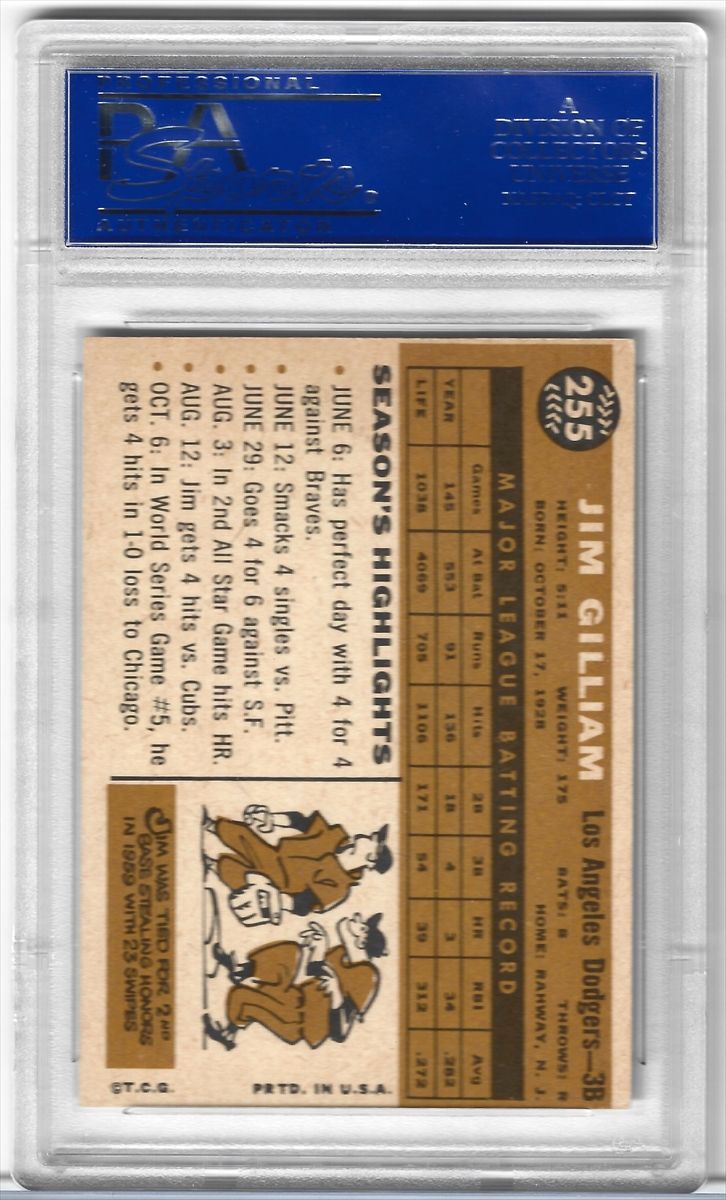 PROFESSIONAL
PSA
Sports.
AUTHENTICATOR
A
DIVISION OF
COLLECTORS
UNIVERSE
NASDAQ: CLCT
255
JIM GILLIAM Los Angeles Dodgers—3B
HEIGHT: 5:11 WEIGHT: 175 BATS: B THROWS: R
BORN: OCTOBER 17, 1928 HOME: RAHWAY, N. J.
MAJOR LEAGUE BATTING RECORD
Games At Bat Runs Hits 2B 3B HR RBI Avg
YEAR 145 553 91 156 18 4 3 34 .282
LIFE 1038 4069 705 1106 171 54 39 312 .272
SEASON'S HIGHLIGHTS
• JUNE 6: Has perfect day with 4 for 4
against Braves.
• JUNE 12: Smacks 4 singles vs. Pitt.
• JUNE 29: Goes 4 for 6 against S.F.
• AUG. 3: In 2nd All Star Game hits HR.
• AUG. 12: Jim gets 4 hits vs. Cubs.
• OCT. 6: In World Series Game #5, he
gets 4 hits in 1-0 loss to Chicago.
JIM WAS TIED FOR 2ND
BASE STEALING HONORS
IN 1959 WITH 23 SWIPES
©T.C.G. PRTD. IN U.S.A.